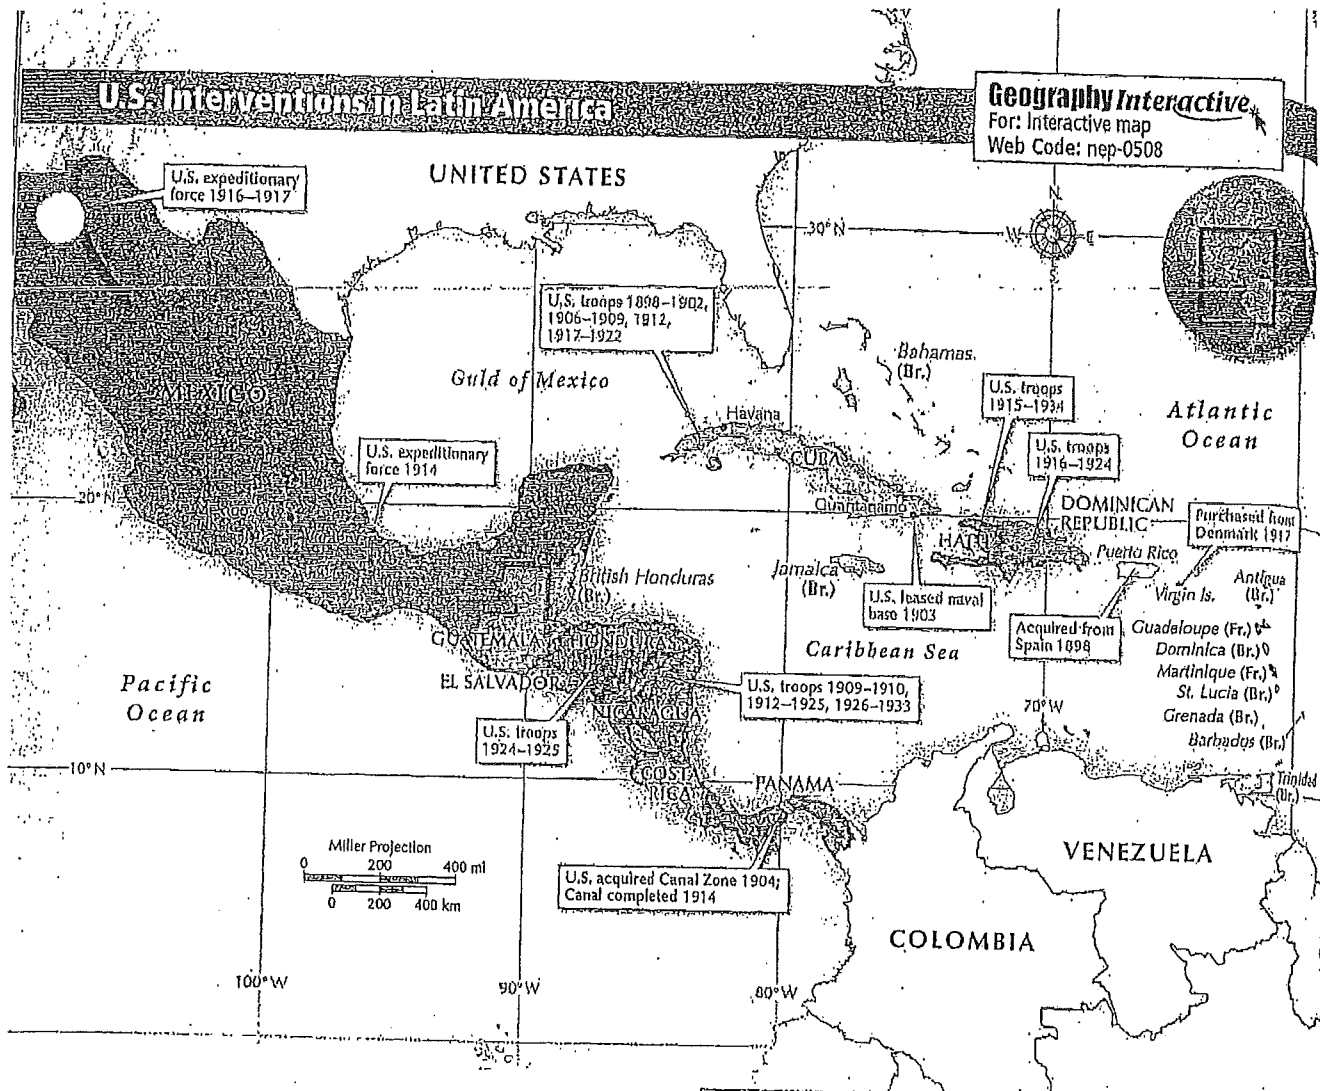 U.S. Interventions in Latin America
Geography Interactive
For: Interactive map
Web Code: nep-0508
U.S. expeditionary
force 1916–1917
UNITED STATES
N
W
E
S
30°N
U.S. troops 1898–1902,
1906–1909, 1912,
1917–1922
Bahamas
(Br.)
Guld of Mexico
MEXICO
U.S. troops
1915–1934
Atlantic
Ocean
Havana
U.S. expeditionary
force 1914
CUBA
U.S. troops
1916–1924
20°N
Guantanamo
DOMINICAN
REPUBLIC
Purchased from
Denmark 1917
HAITI
Puerto Rico
British Honduras
(Br.)
Jamaica
(Br.)
Virgin Is.
Antigua
(Br.)
U.S. leased naval
base 1903
Acquired from
Spain 1898
Guadaloupe (Fr.)
Dominica (Br.)
Martinique (Fr.)
St. Lucia (Br.)
Grenada (Br.)
Barbados (Br.)
GUATEMALA
HONDURAS
Caribbean Sea
EL SALVADOR
Pacific
Ocean
U.S. troops 1909–1910,
1912–1925, 1926–1933
NICARAGUA
70°W
U.S. troops
1924–1925
10°N
COSTA
RICA
PANAMA
Trinidad
(Br.)
Miller Projection
0 200 400 mi
0 200 400 km
VENEZUELA
U.S. acquired Canal Zone 1904;
Canal completed 1914
COLOMBIA
100°W
90°W
80°W